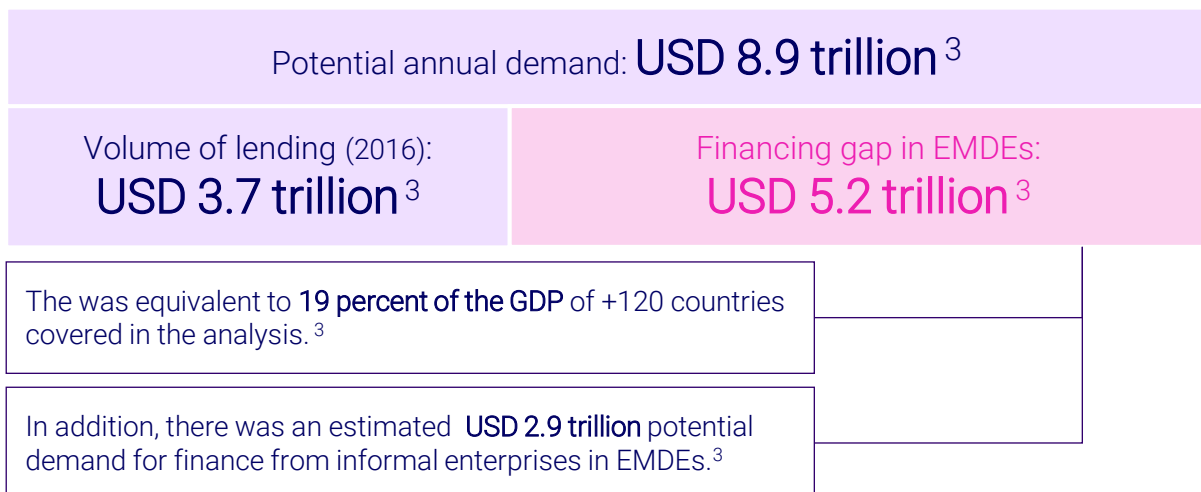 Potential annual demand: USD 8.9 trillion 3
Volume of lending (2016):
USD 3.7 trillion 3
Financing gap in EMDEs:
USD 5.2 trillion 3
The was equivalent to 19 percent of the GDP of +120 countries
covered in the analysis. 3
In addition, there was an estimated USD 2.9 trillion potential
demand for finance from informal enterprises in EMDEs.3